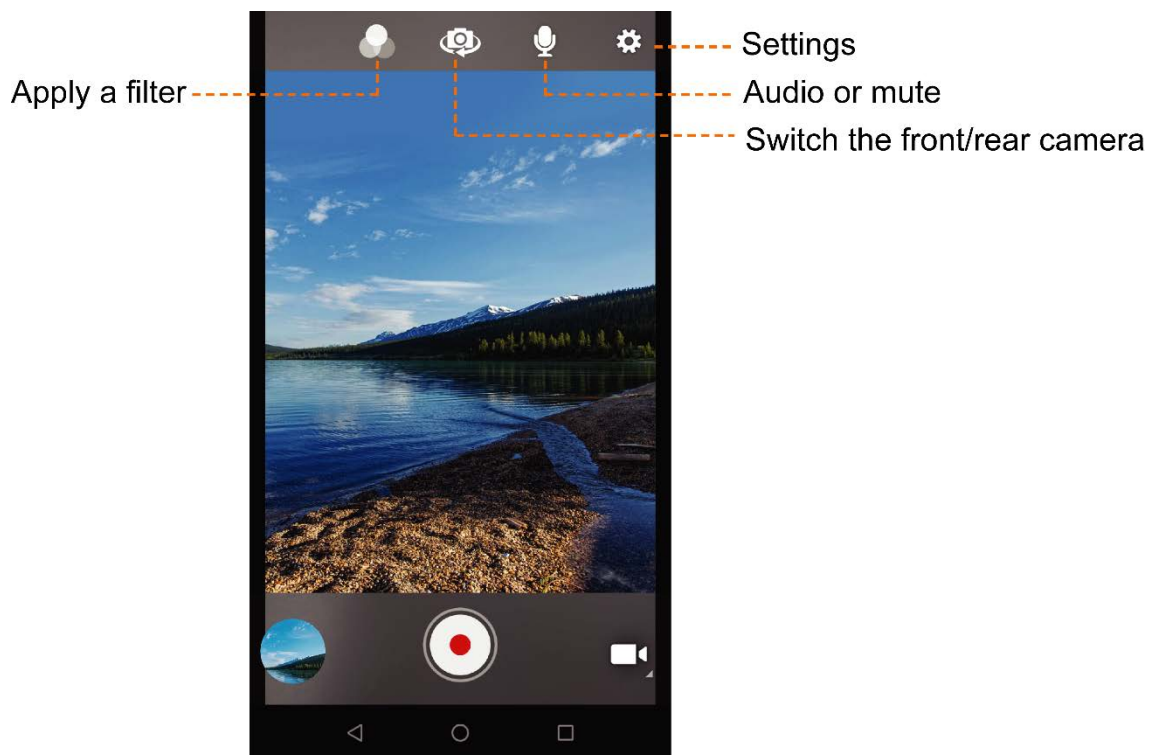 Settings
Apply a filter
Audio or mute
Switch the front/rear camera